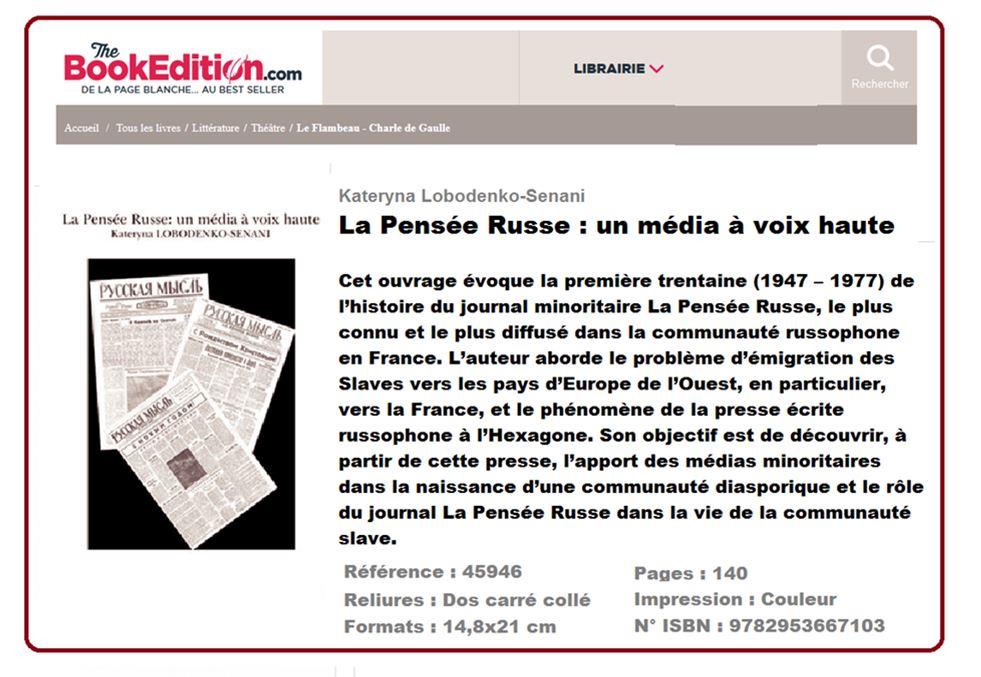 The
BookEdition.com
DE LA PAGE BLANCHE... AU BEST SELLER
LIBRAIRIE
Rechercher
Accueil / Tous les livres / Littérature / Théâtre / Le Flambeau - Charle de Gaulle
La Pensée Russe: un média à voix haute
Kateryna LOBODENKO-SENANI
РУССКАЯ МЫСЛЬ
РУССКАЯ МЫСЛЬ
С РОЖДЕСТВОМ ХРИСТОВЫМ!
РУССКАЯ МЫСЛЬ
С НОВЫМ ГОДОМ!
Kateryna Lobodenko-Senani
La Pensée Russe : un média à voix haute
Cet ouvrage évoque la première trentaine (1947 – 1977) de
l’histoire du journal minoritaire La Pensée Russe, le plus
connu et le plus diffusé dans la communauté russophone
en France. L’auteur aborde le problème d’émigration des
Slaves vers les pays d’Europe de l’Ouest, en particulier,
vers la France, et le phénomène de la presse écrite
russophone à l’Hexagone. Son objectif est de découvrir, à
partir de cette presse, l’apport des médias minoritaires
dans la naissance d’une communauté diasporique et le rôle
du journal La Pensée Russe dans la vie de la communauté
slave.
Référence : 45946
Reliures : Dos carré collé
Formats : 14,8x21 cm
Pages : 140
Impression : Couleur
N° ISBN : 9782953667103